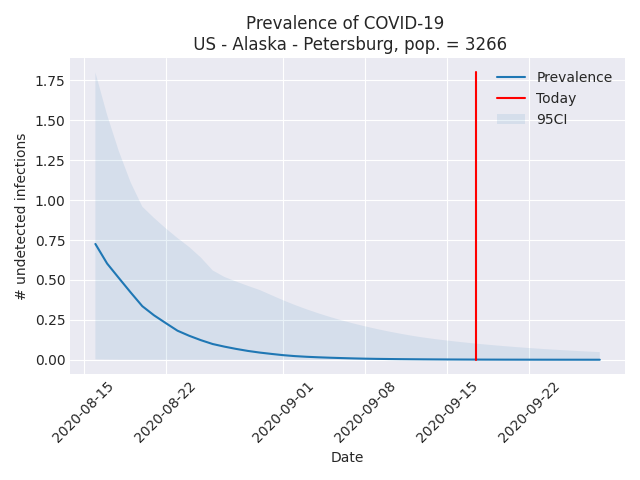 Prevalence of COVID-19
US - Alaska - Petersburg, pop. = 3266
Prevalence
Today
95CI
1.75
1.50
1.25
1.00
0.75
0.50
0.25
0.00
# undetected infections
2020-08-15
2020-08-22
2020-09-01
2020-09-08
2020-09-15
2020-09-22
Date